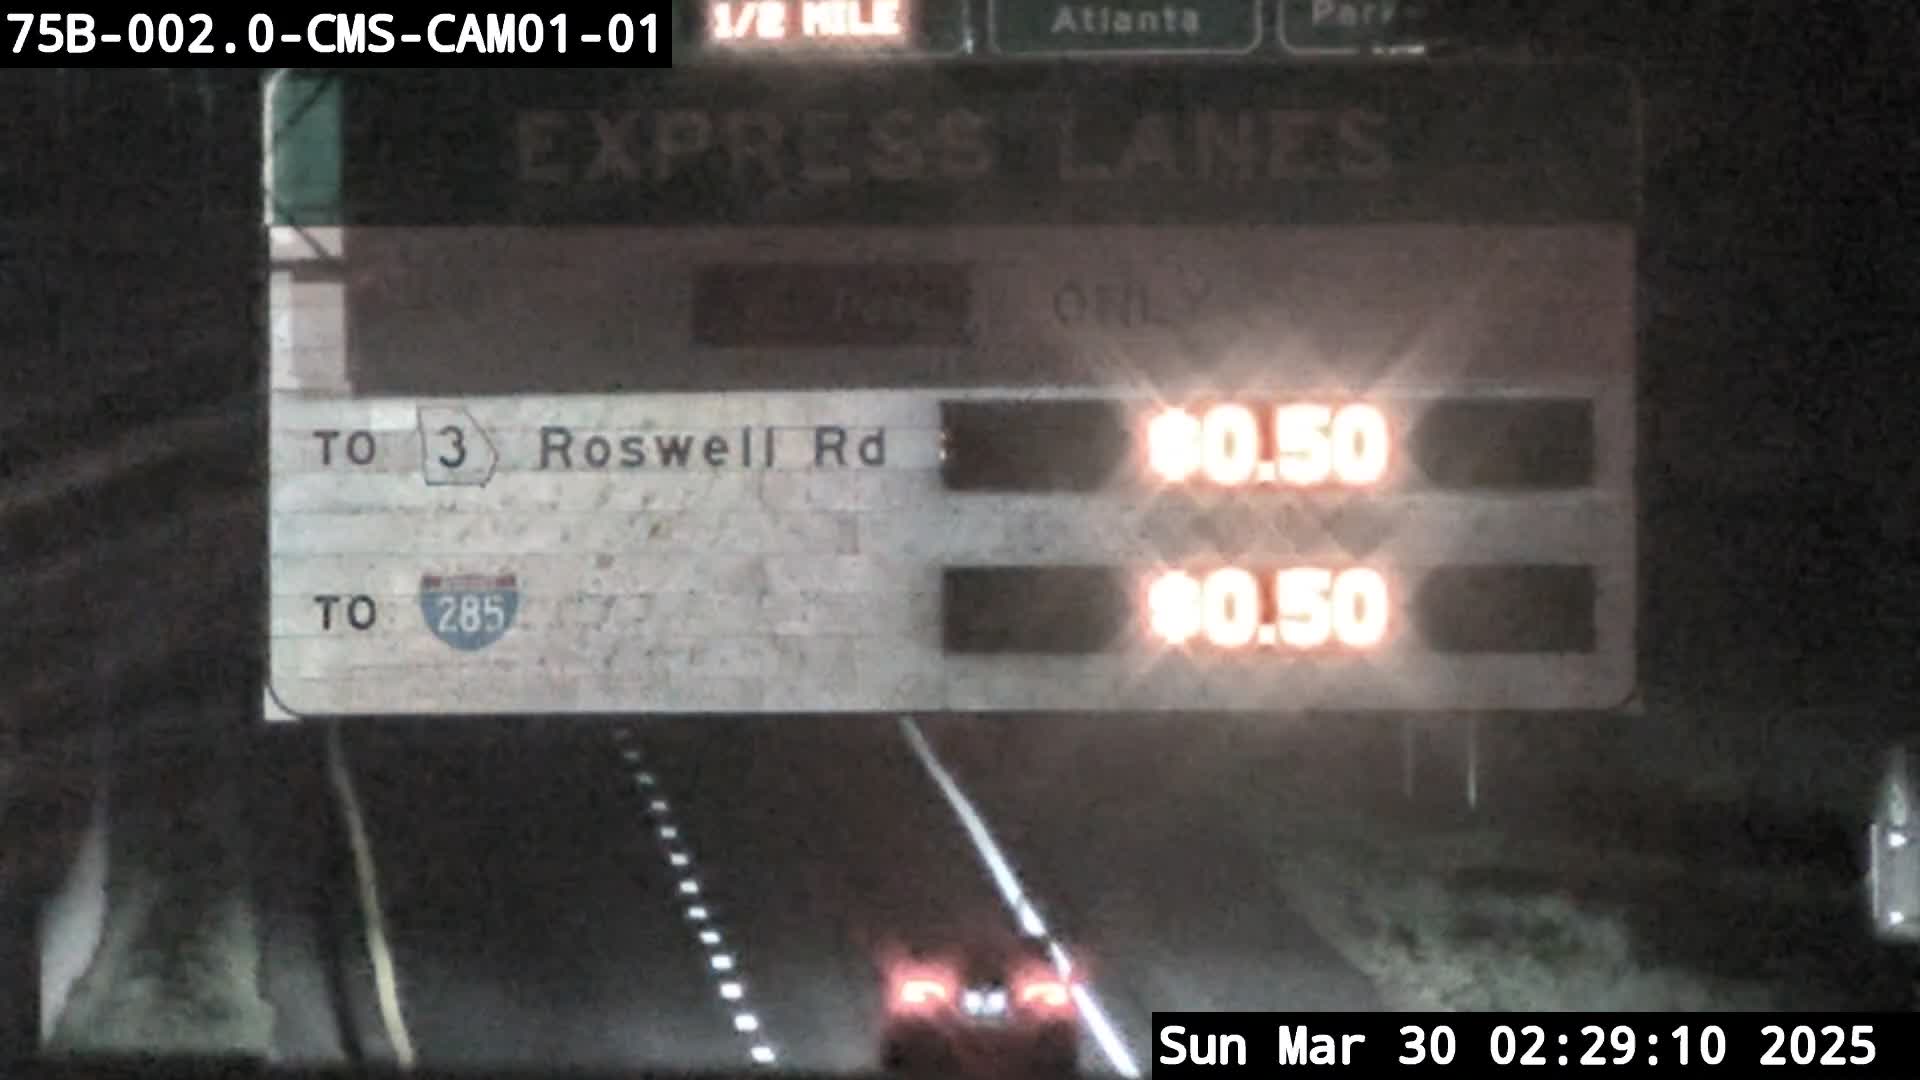 75B-002.0-CMS-CAM01-01
1/2 MILE
Atlanta
EXPRESS LANES
ONLY
TO 3 Roswell Rd $0.50
TO 285 $0.50
Sun Mar 30 02:29:10 2025